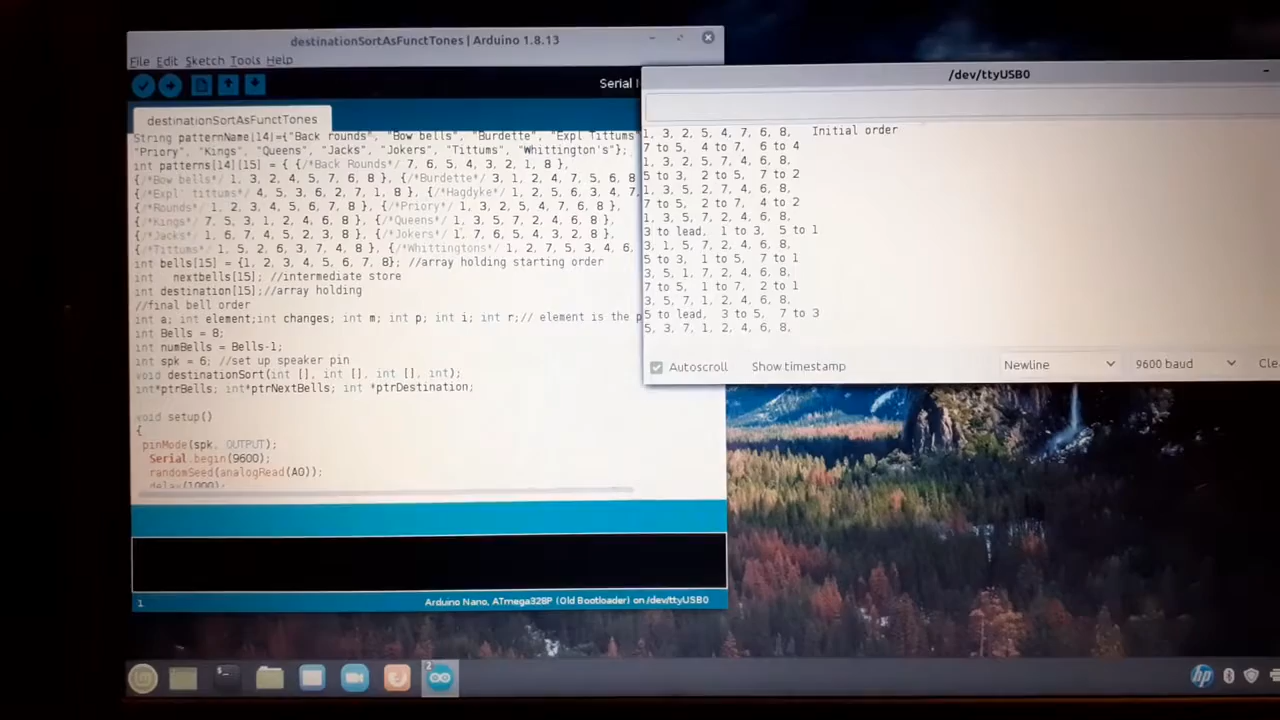 destinationSortAsFunctTones | Arduino 1.8.13
File Edit Sketch Tools Help
Serial
destinationSortAsFunctTones
String patternName[14]={"Back rounds", "Bow bells", "Burdette", "Expl Tittums"
"Priory", "Kings", "Queens", "Jacks", "Jokers", "Tittums", "Whittington's"};
int patterns[14][15] = { {/*Back Rounds*/ 7, 6, 5, 4, 3, 2, 1, 8 },
{/*Bow bells*/ 1, 3, 2, 4, 5, 7, 6, 8 }, {/*Burdette*/ 3, 1, 2, 4, 7, 5, 6, 8
{/*Expl' tittums*/ 4, 5, 3, 6, 2, 7, 1, 8 }, {/*Hagdyke*/ 1, 2, 5, 6, 3, 4, 7,
{/*Rounds*/ 1, 2, 3, 4, 5, 6, 7, 8 }, {/*Priory*/ 1, 3, 2, 5, 4, 7, 6, 8 },
{/*Kings*/ 7, 5, 3, 1, 2, 4, 6, 8 }, {/*Queens*/ 1, 3, 5, 7, 2, 4, 6, 8 },
{/*Jacks*/ 1, 6, 7, 4, 5, 2, 3, 8 }, {/*Jokers*/ 1, 7, 6, 5, 4, 3, 2, 8 },
{/*Tittums*/ 1, 5, 2, 6, 3, 7, 4, 8 }, {/*Whittingtons*/ 1, 2, 7, 5, 3, 4, 6,
int bells[15] = {1, 2, 3, 4, 5, 6, 7, 8}; //array holding starting order
int nextbells[15]; //intermediate store
int destination[15];//array holding
//final bell order
int a; int element;int changes; int m; int p; int i; int r;// element is the p
int Bells = 8;
int numBells = Bells-1;
int spk = 6; //set up speaker pin
void destinationSort(int [], int [], int [], int);
int*ptrBells; int*ptrNextBells; int *ptrDestination;
void setup()
{
pinMode(spk, OUTPUT);
Serial.begin(9600);
randomSeed(analogRead(A0));
delay(1000);
1
Arduino Nano, ATmega328P (Old Bootloader) on /dev/ttyUSB0
/dev/ttyUSB0
1, 3, 2, 5, 4, 7, 6, 8, Initial order
7 to 5, 4 to 7, 6 to 4
1, 3, 2, 5, 7, 4, 6, 8,
5 to 3, 2 to 5, 7 to 2
1, 3, 5, 2, 7, 4, 6, 8,
7 to 5, 2 to 7, 4 to 2
1, 3, 5, 7, 2, 4, 6, 8,
3 to lead, 1 to 3, 5 to 1
3, 1, 5, 7, 2, 4, 6, 8,
5 to 3, 1 to 5, 7 to 1
3, 5, 1, 7, 2, 4, 6, 8,
7 to 5, 1 to 7, 2 to 1
3, 5, 7, 1, 2, 4, 6, 8,
5 to lead, 3 to 5, 7 to 3
5, 3, 7, 1, 2, 4, 6, 8,
Autoscroll Show timestamp Newline 9600 baud
2
hp